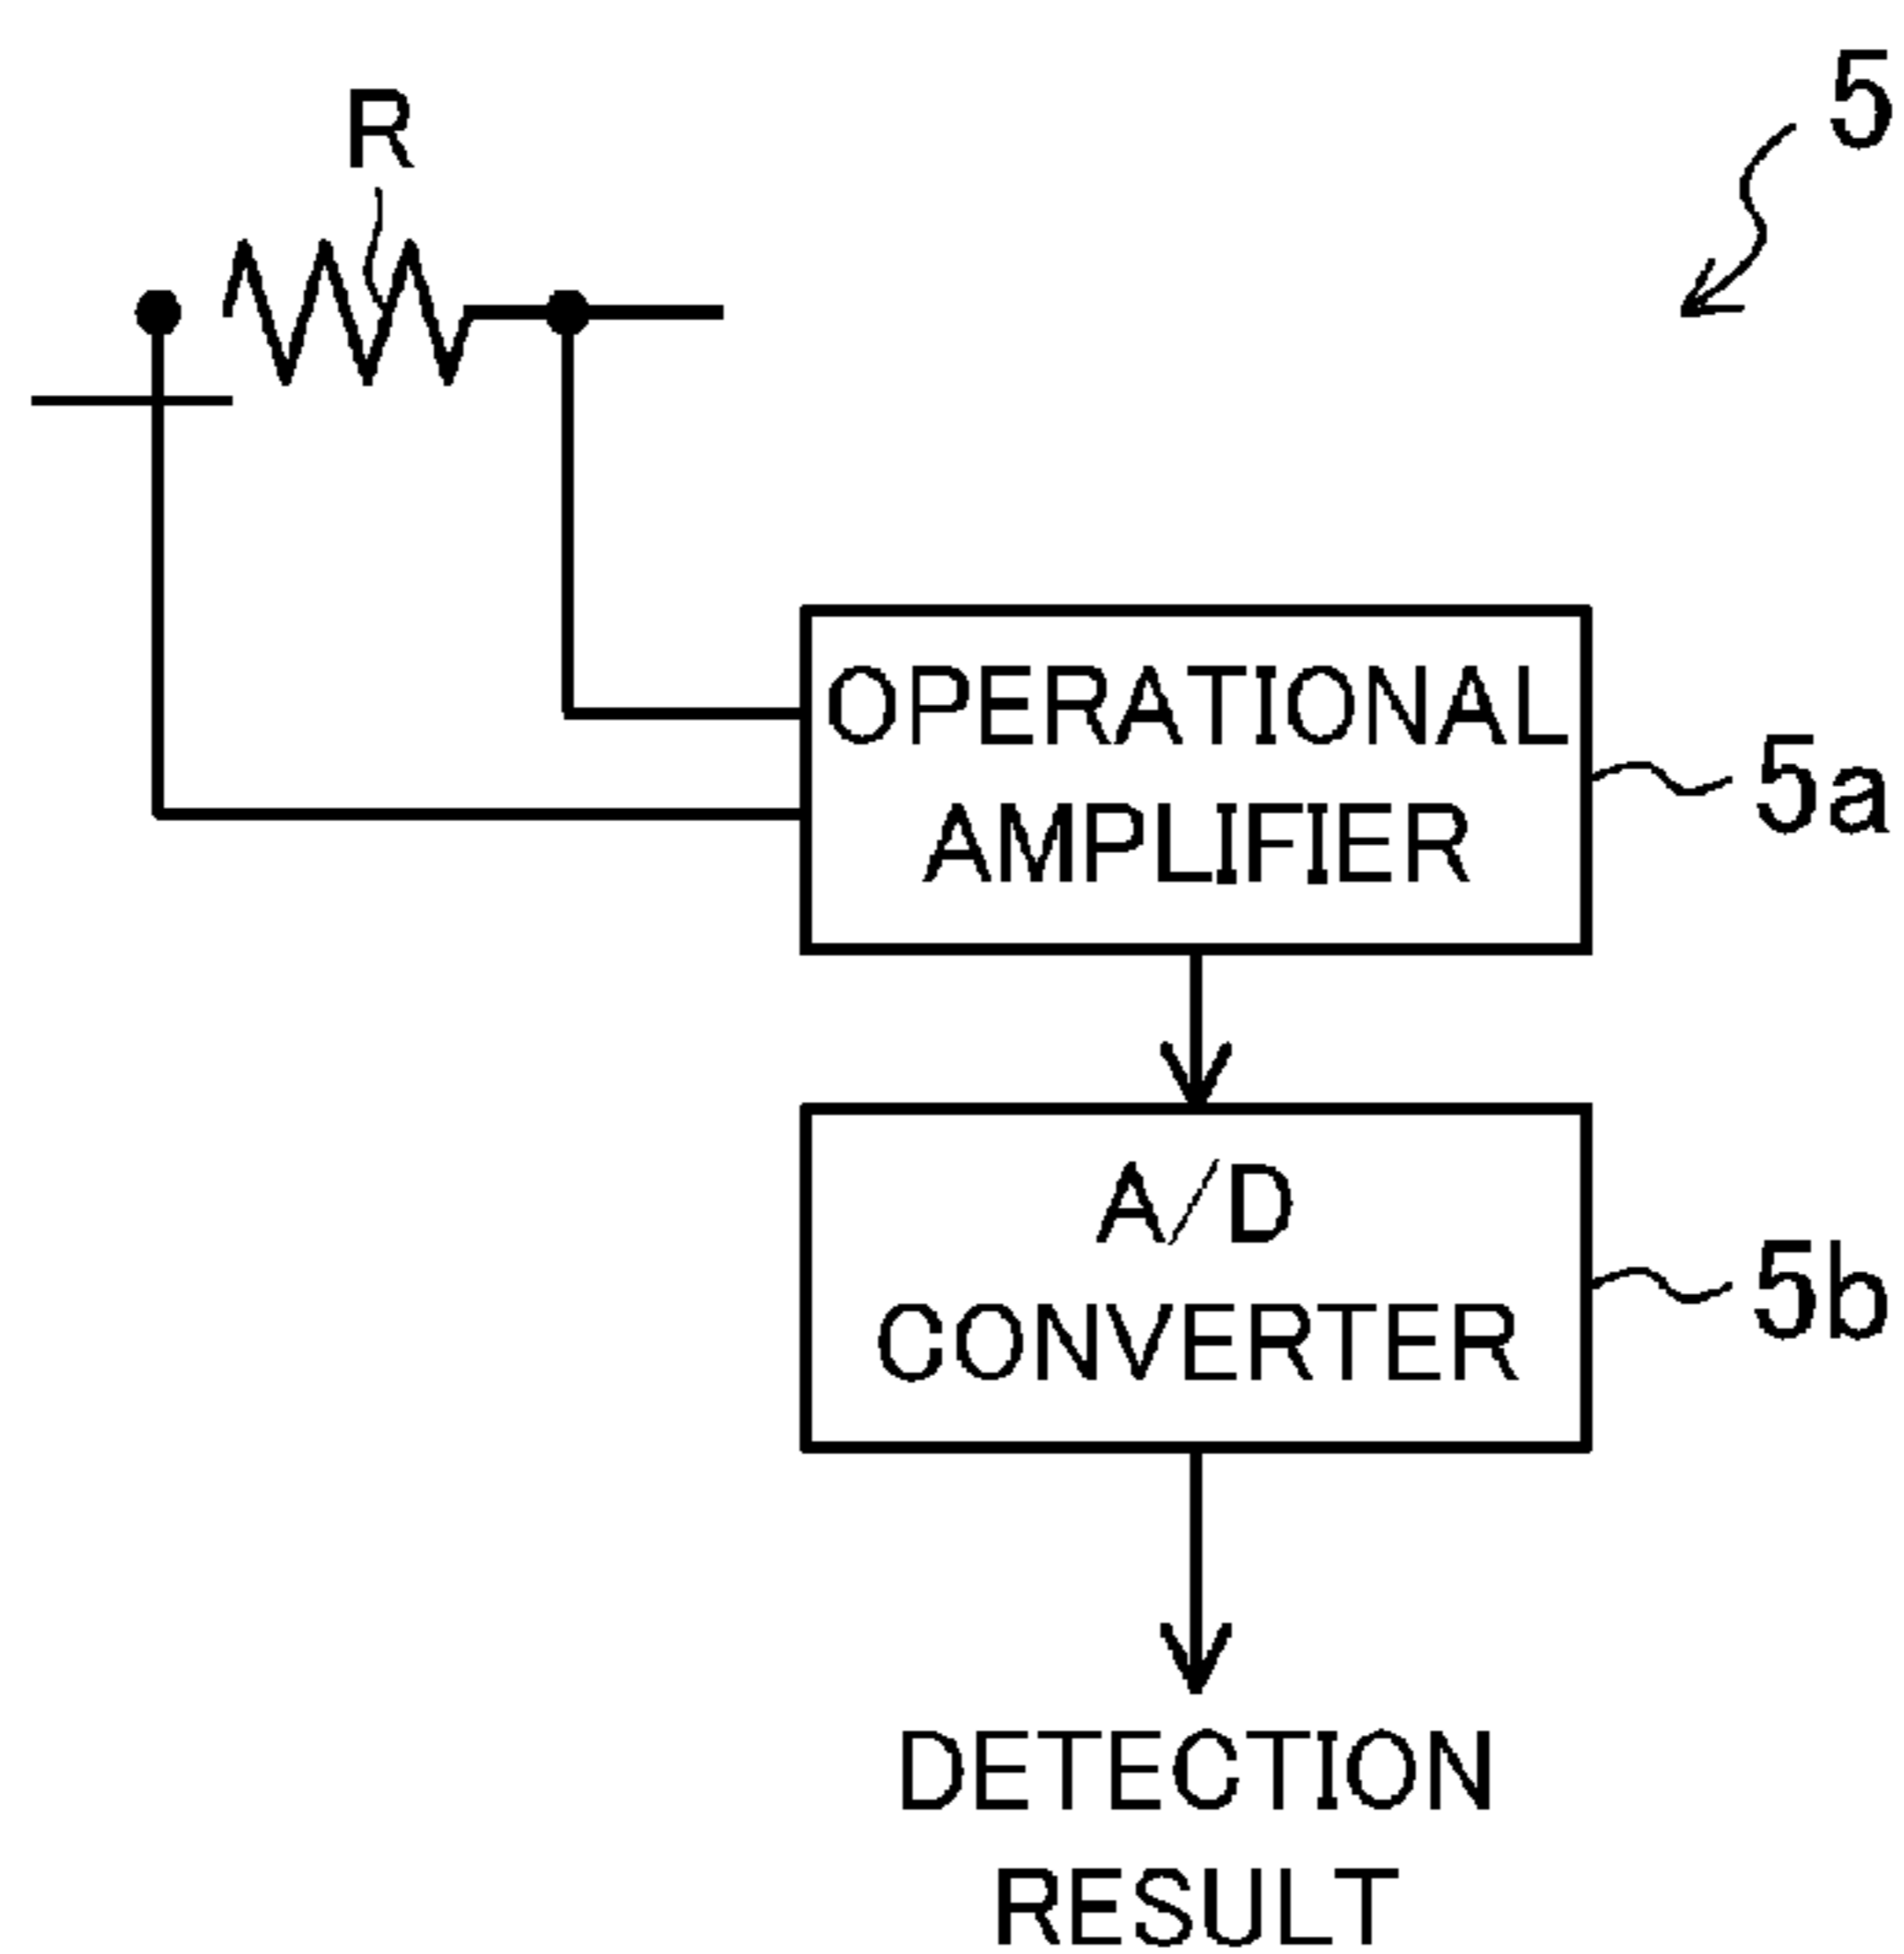 5
R
OPERATIONAL
AMPLIFIER
5a
A/D
CONVERTER
5b
DETECTION
RESULT